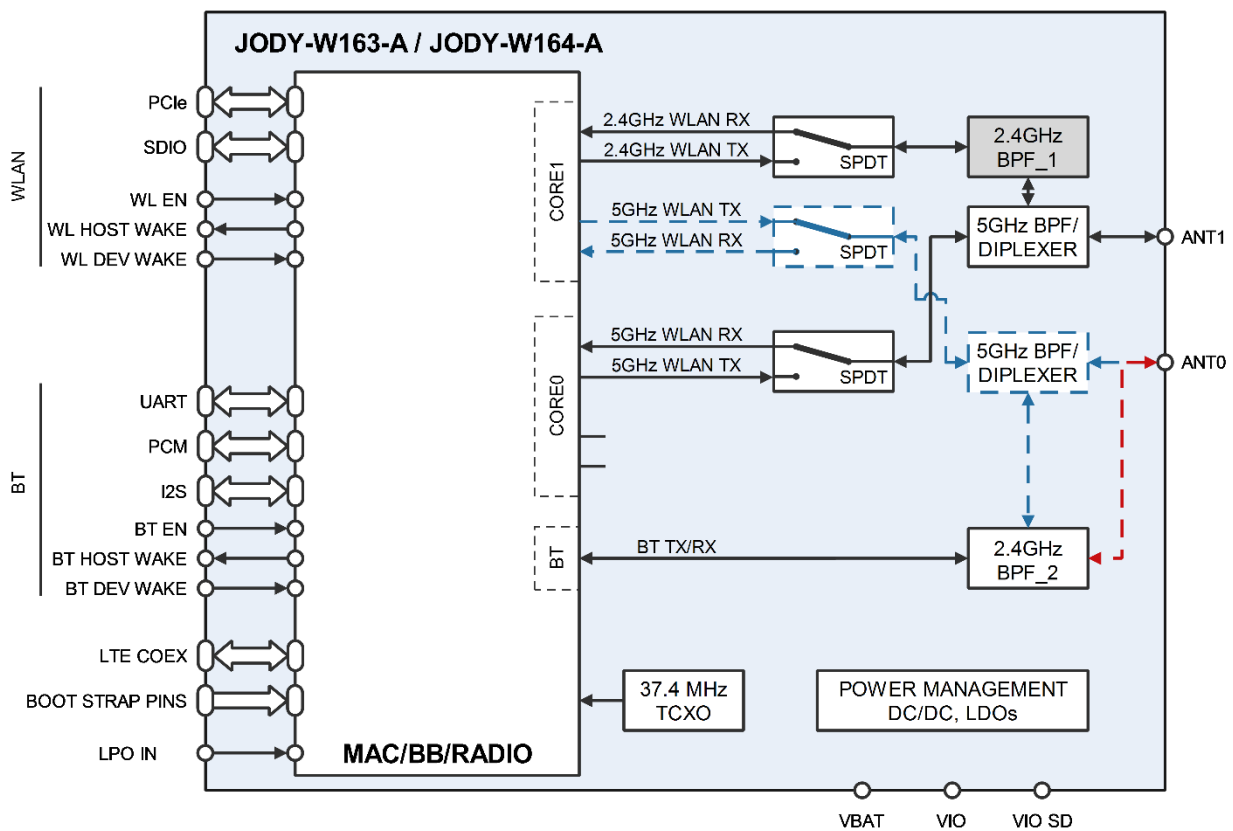 JODY-W163-A / JODY-W164-A
WLAN
PCIe
SDIO
WL EN
WL HOST WAKE
WL DEV WAKE
BT
UART
PCM
I2S
BT EN
BT HOST WAKE
BT DEV WAKE
LTE COEX
BOOT STRAP PINS
LPO IN
MAC/BB/RADIO
CORE1
2.4GHz WLAN RX
2.4GHz WLAN TX
SPDT
2.4GHz
BPF_1
5GHz WLAN TX
5GHz WLAN RX
SPDT
5GHz BPF/
DIPLEXER
ANT1
CORE0
5GHz WLAN RX
5GHz WLAN TX
SPDT
5GHz BPF/
DIPLEXER
ANT0
BT
BT TX/RX
2.4GHz
BPF_2
37.4 MHz
TCXO
POWER MANAGEMENT
DC/DC, LDOs
VBAT
VIO
VIO SD